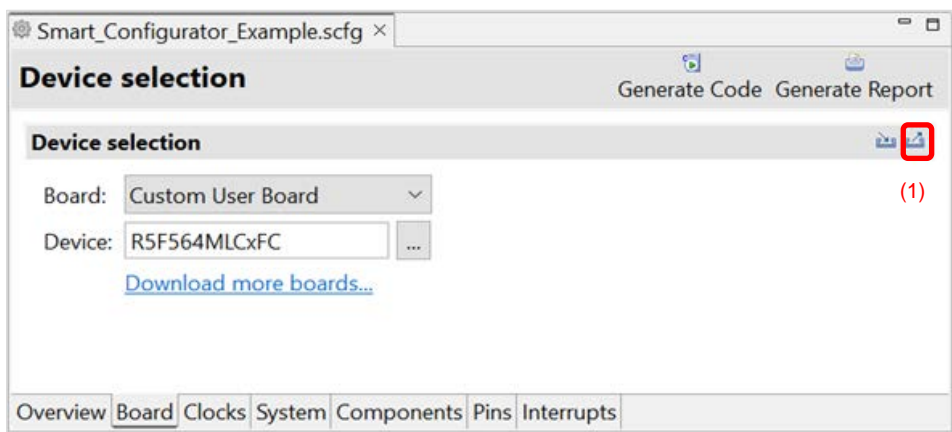 Smart_Configurator_Example.scfg
Device selection
Generate Code Generate Report
Device selection
(1)
Board: Custom User Board
Device: R5F564MLCxFC ...
Download more boards...
Overview Board Clocks System Components Pins Interrupts